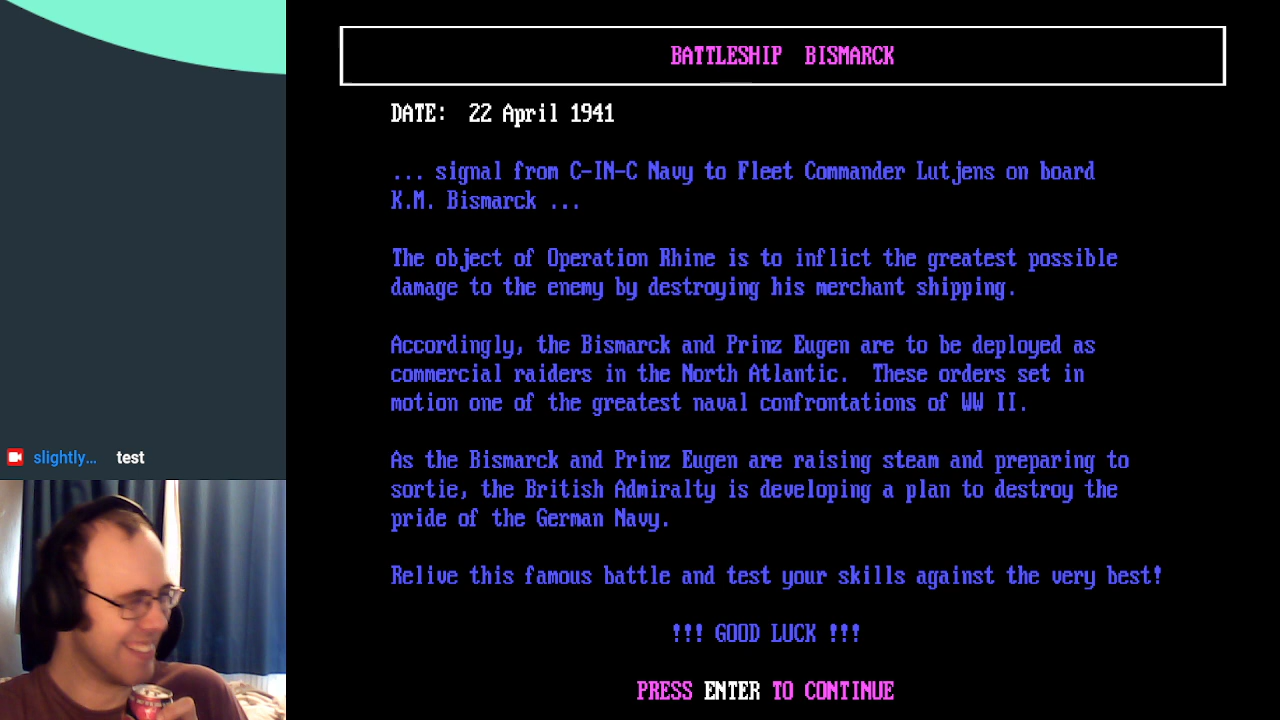 BATTLESHIP BISMARCK
DATE: 22 April 1941
... signal from C-IN-C Navy to Fleet Commander Lutjens on board
K.M. Bismarck ...
The object of Operation Rhine is to inflict the greatest possible
damage to the enemy by destroying his merchant shipping.
Accordingly, the Bismarck and Prinz Eugen are to be deployed as
commercial raiders in the North Atlantic. These orders set in
motion one of the greatest naval confrontations of WW II.
As the Bismarck and Prinz Eugen are raising steam and preparing to
sortie, the British Admiralty is developing a plan to destroy the
pride of the German Navy.
Relive this famous battle and test your skills against the very best!
!!! GOOD LUCK !!!
PRESS ENTER TO CONTINUE
slightly... test